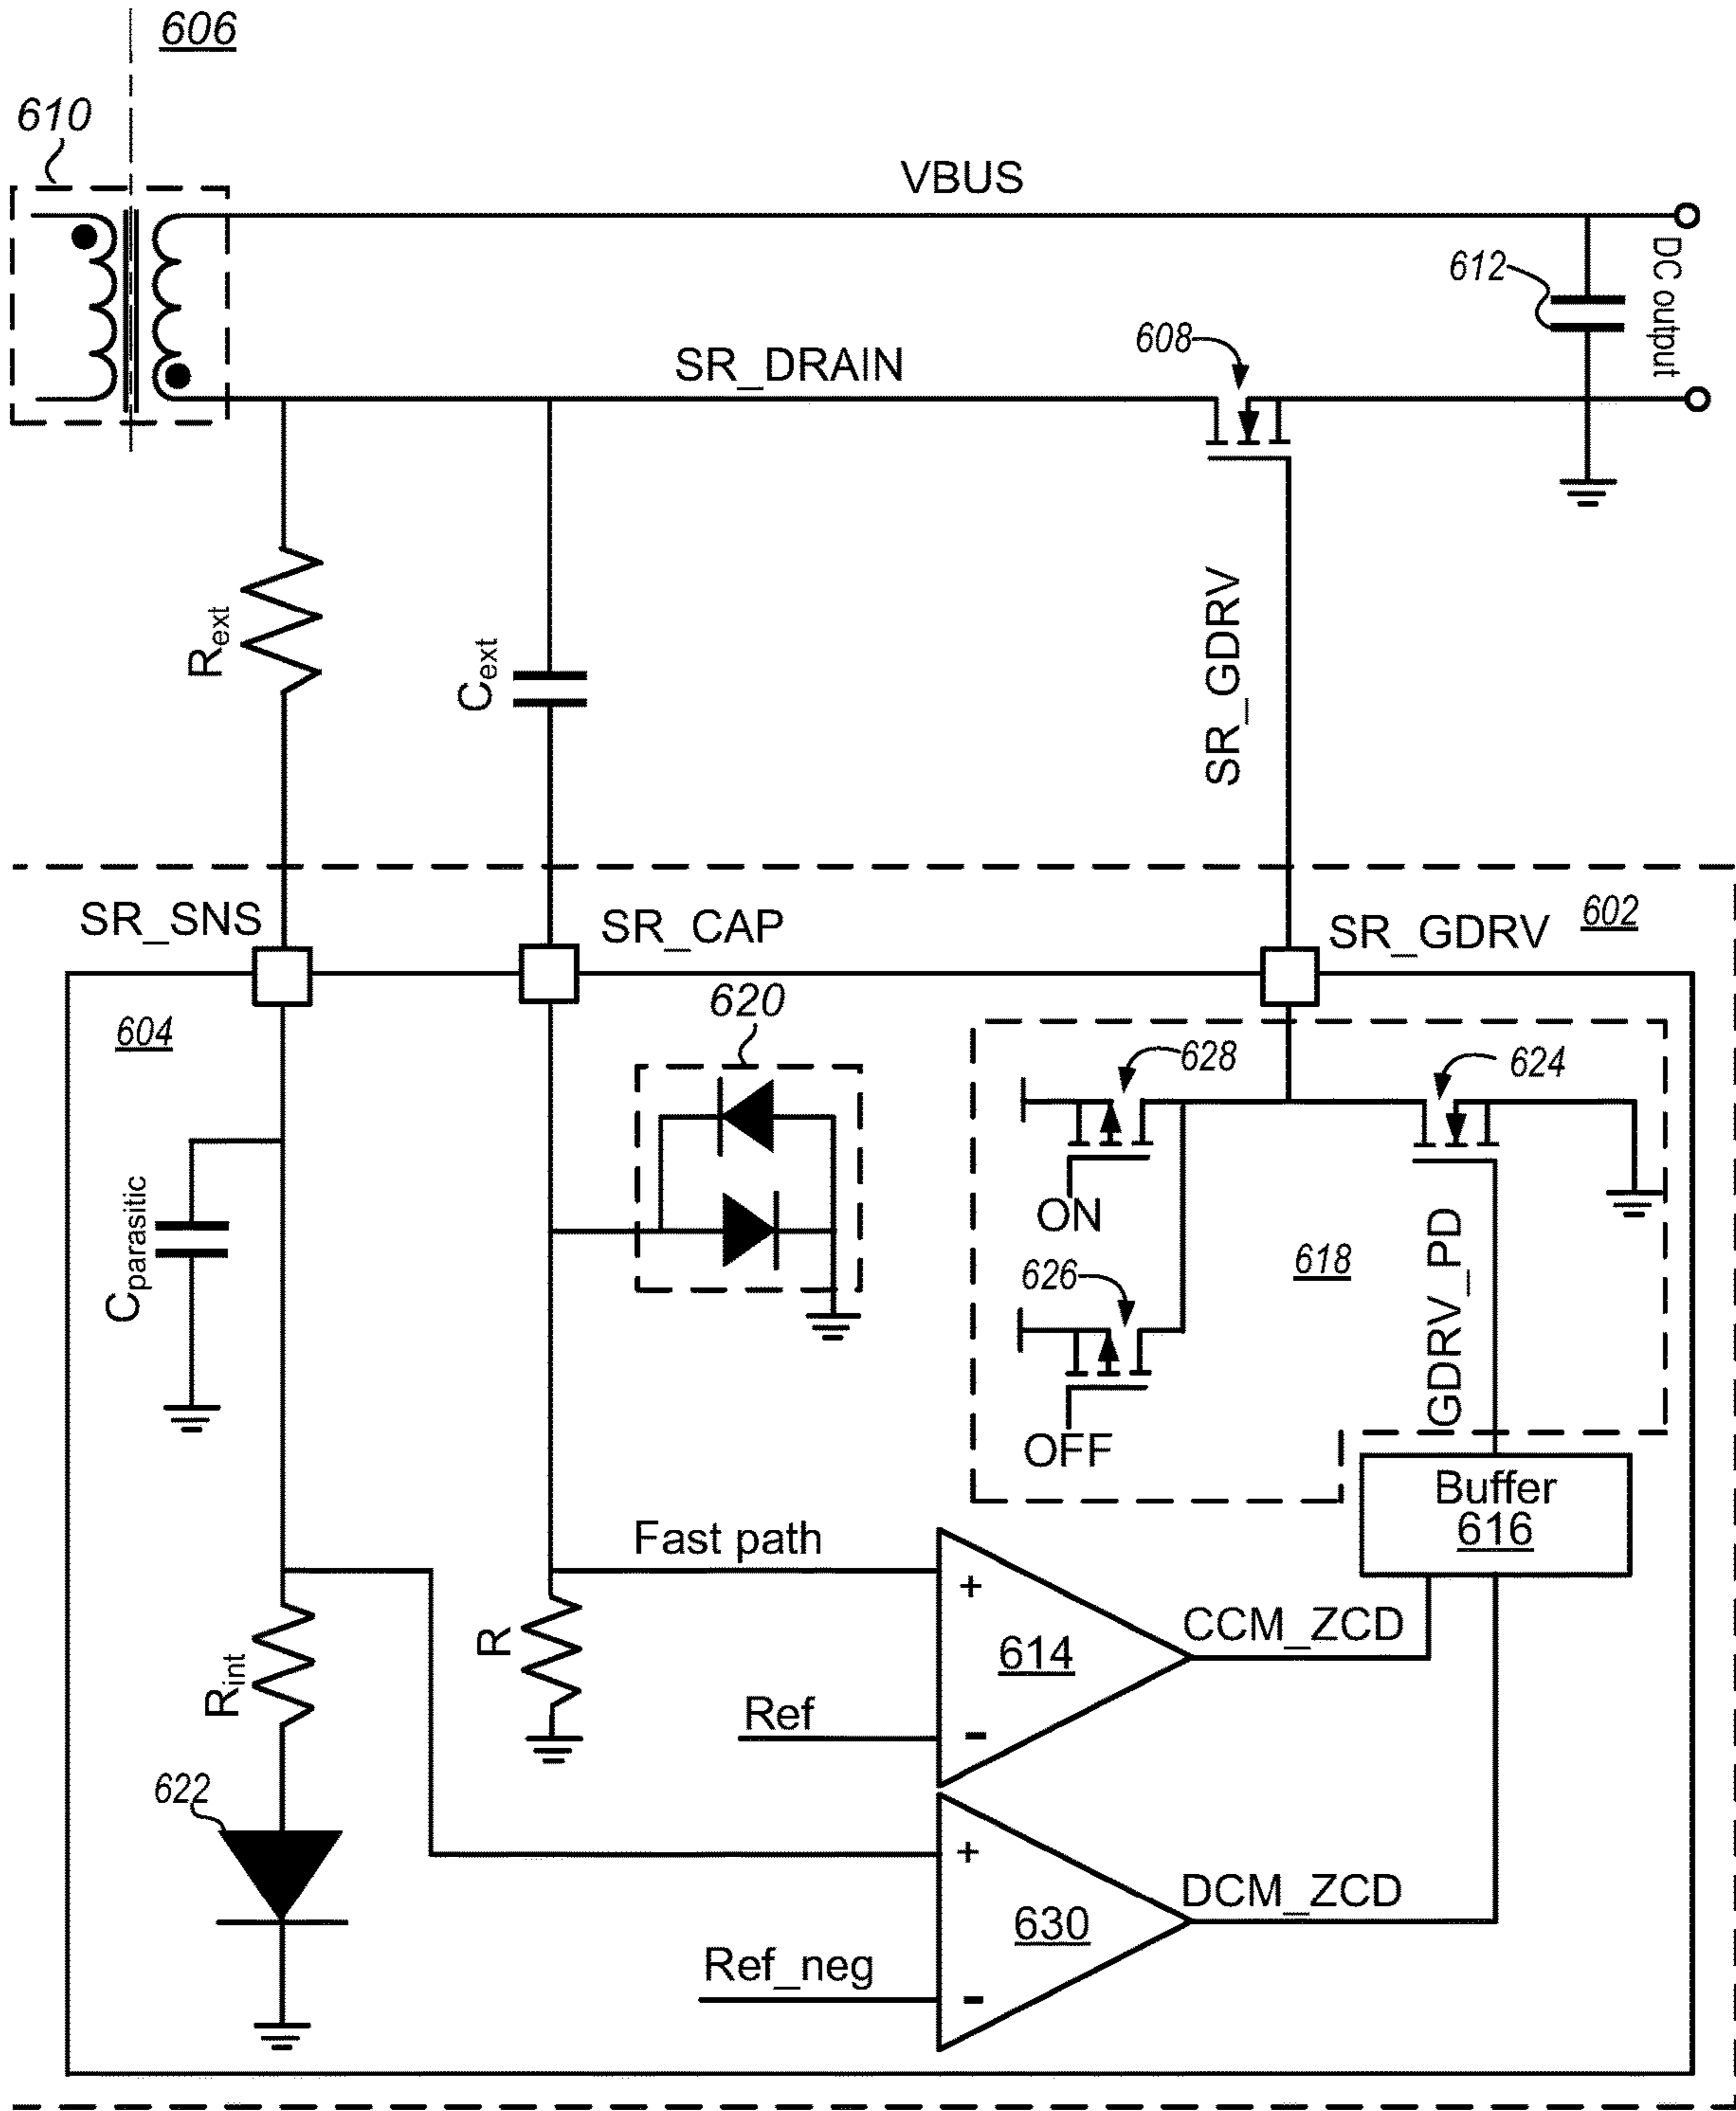 606
610
VBUS
612
DC output
608
SR_DRAIN
Rext
Cext
SR_GDRV
SR_SNS
SR_CAP
SR_GDRV
602
604
620
628
624
ON
Cparasitic
618
626
GDRV_PD
OFF
Buffer
616
Fast path
+
CCM_ZCD
R
614
Rint
Ref
-
622
+
DCM_ZCD
630
Ref_neg
-